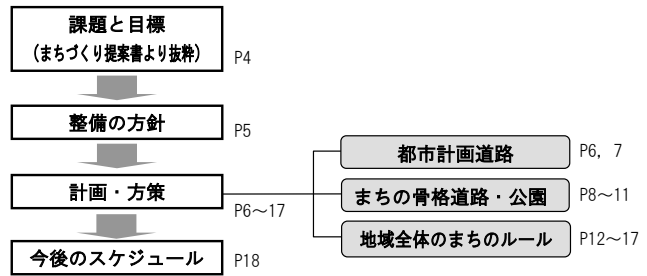 課題と目標
(まちづくり提案書より抜粋)
P4
整備の方針
P5
計画・方策
P6～17
都市計画道路
P6, 7
まちの骨格道路・公園
P8～11
地域全体のまちのルール
P12～17
今後のスケジュール
P18